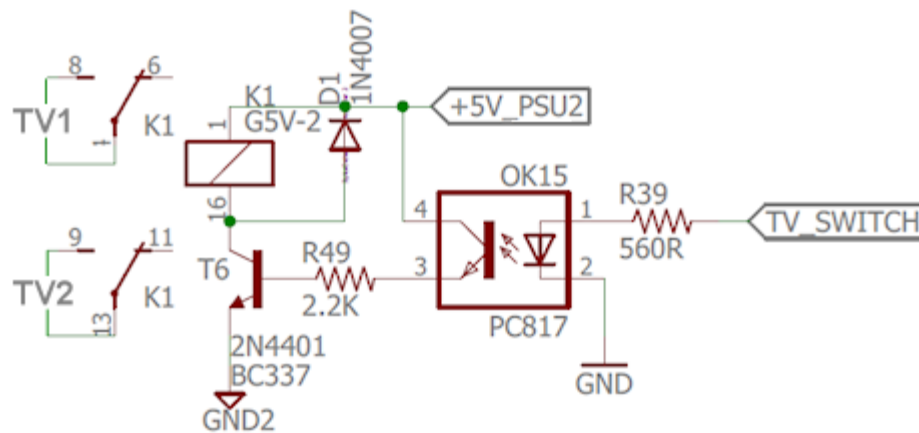 8
6
TV1
1
K1
K1
G5V-2
1
16
D1
1N4007
+5V_PSU2
OK15
4
3
1
2
PC817
R39
560R
TV_SWITCH
GND
9
11
TV2
13
K1
T6
R49
2.2K
2N4401
BC337
GND2